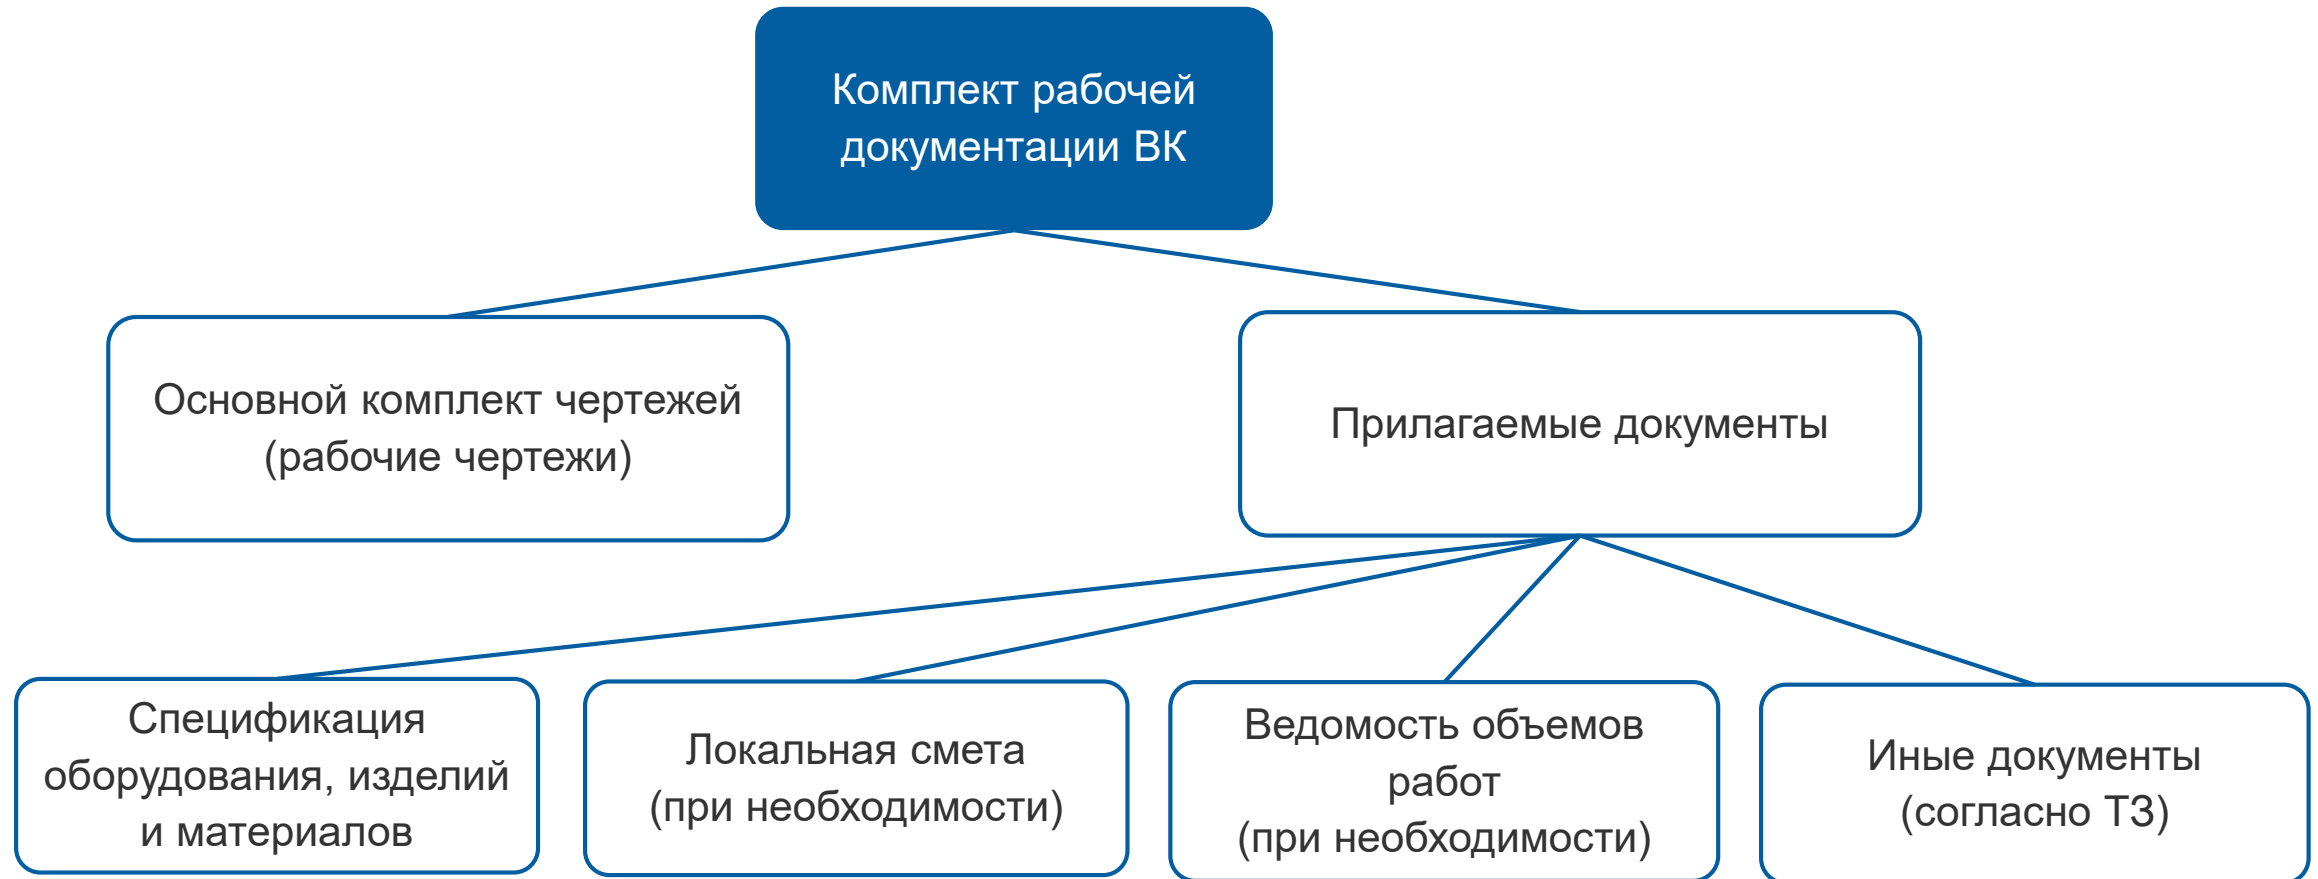 Комплект рабочей
документации ВК
Основной комплект чертежей
(рабочие чертежи)
Прилагаемые документы
Спецификация
оборудования, изделий
и материалов
Локальная смета
(при необходимости)
Ведомость объемов
работ
(при необходимости)
Иные документы
(согласно ТЗ)